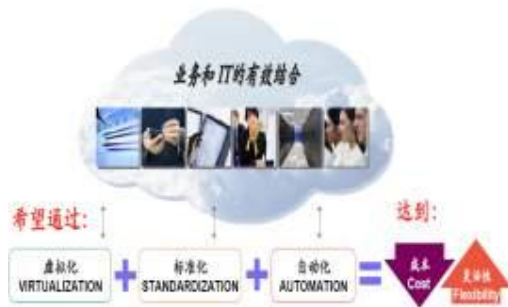 业务和IT的有效结合
希望通过:
达到:
虚拟化
VIRTUALIZATION
+
标准化
STANDARDIZATION
+
自动化
AUTOMATION
=
成本
Cost
灵活性
Flexibility